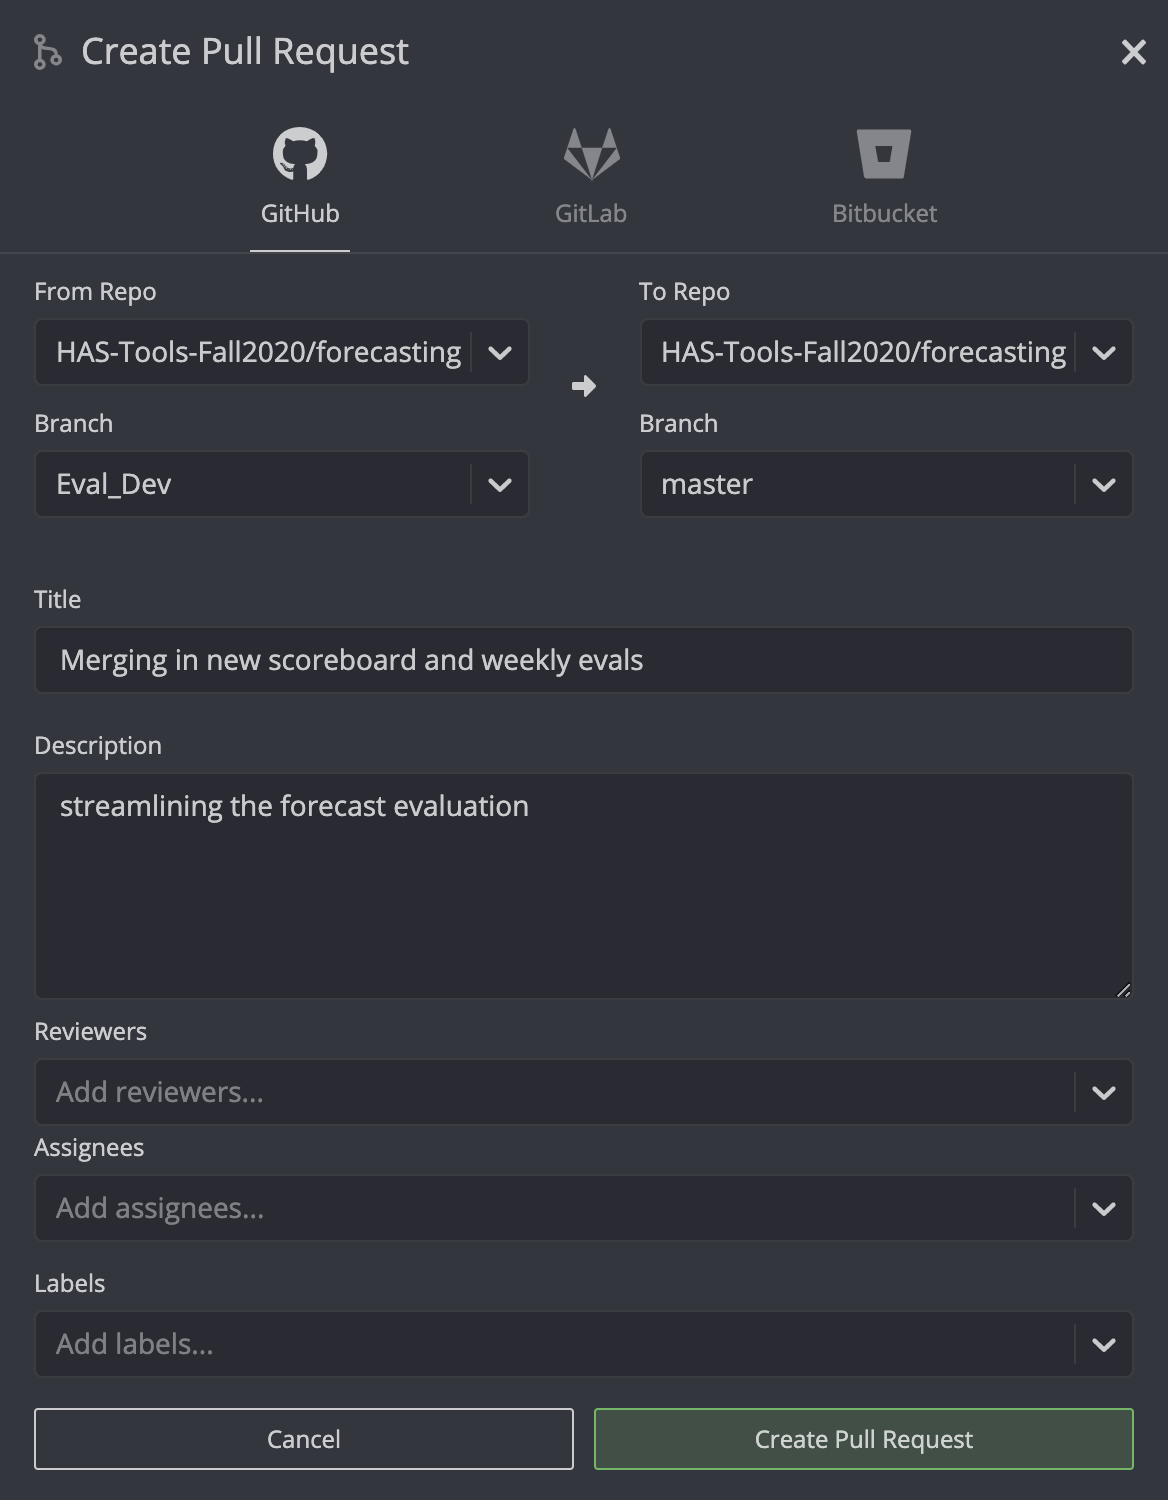 Create Pull Request
GitHub
GitLab
Bitbucket
From Repo
To Repo
HAS-Tools-Fall2020/forecasting
HAS-Tools-Fall2020/forecasting
Branch
Branch
Eval_Dev
master
Title
Merging in new scoreboard and weekly evals
Description
streamlining the forecast evaluation
Reviewers
Add reviewers...
Assignees
Add assignees...
Labels
Add labels...
Cancel
Create Pull Request